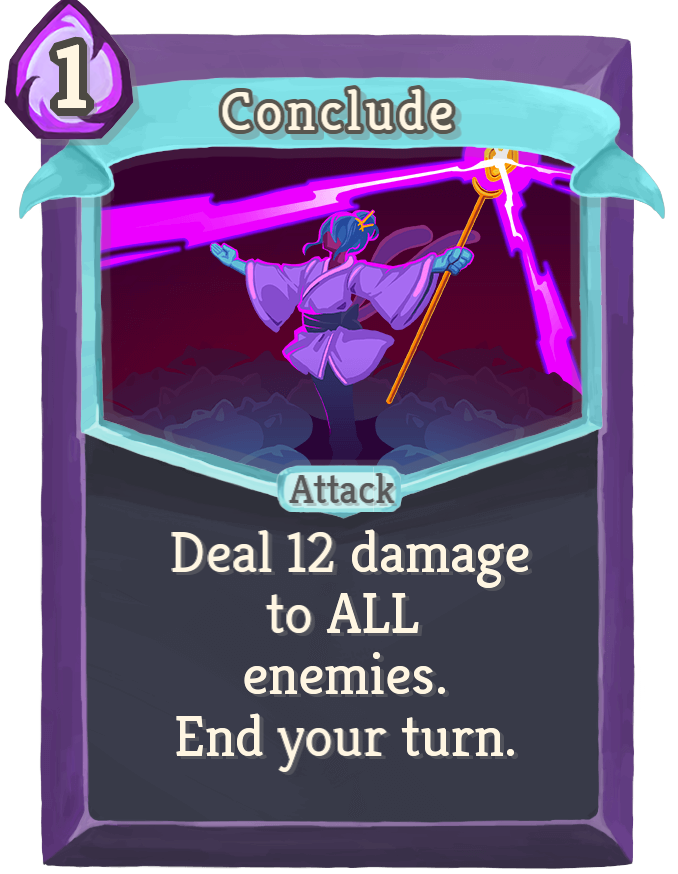 1
Conclude
Attack
Deal 12 damage
to ALL
enemies.
End your turn.